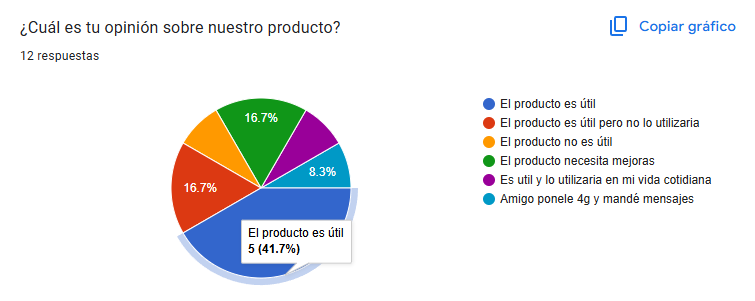 ¿Cuál es tu opinión sobre nuestro producto?
Copiar gráfico
12 respuestas
16.7%
16.7%
8.3%
El producto es útil
5 (41.7%)
El producto es útil
El producto es útil pero no lo utilizaria
El producto no es útil
El producto necesita mejoras
Es util y lo utilizaria en mi vida cotidiana
Amigo ponele 4g y mandé mensajes